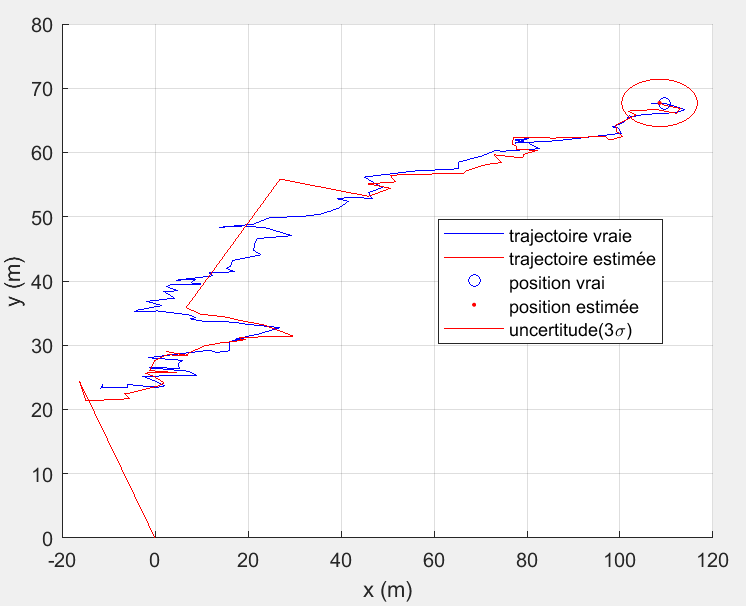 80
70
60
50
40
30
20
10
0
y (m)
trajectoire vraie
trajectoire estimée
position vrai
position estimée
uncertitude(3σ)
-20 0 20 40 60 80 100 120
x (m)